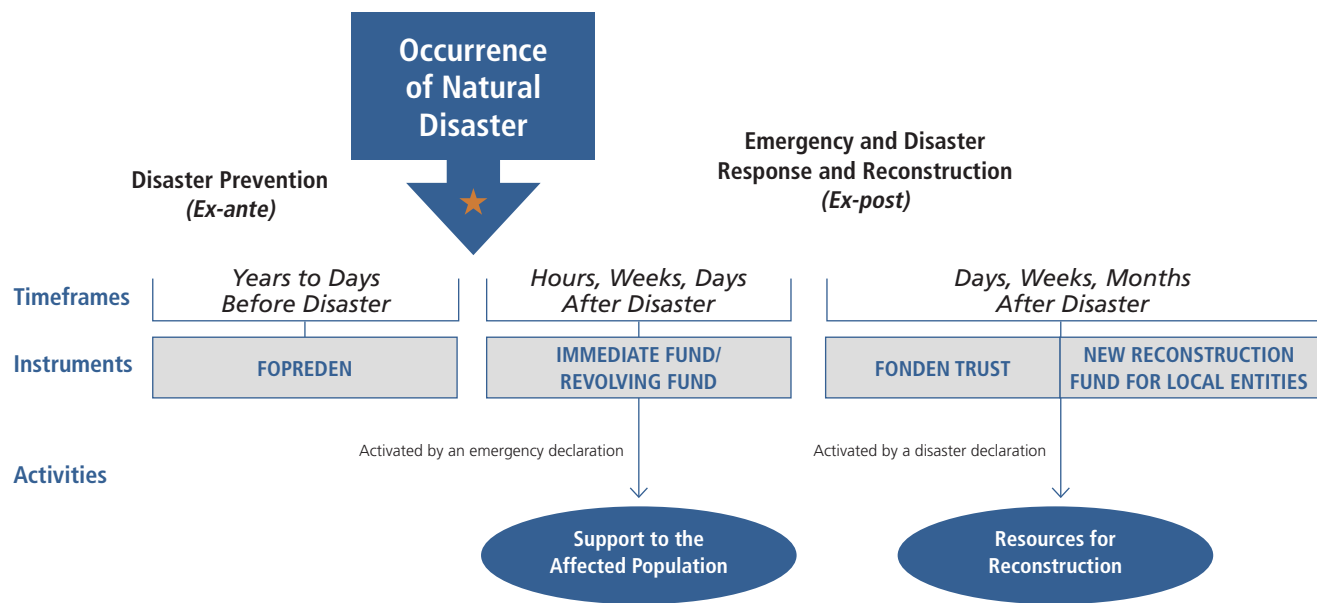 Occurrence
of Natural
Disaster
Disaster Prevention
(Ex-ante)
Emergency and Disaster
Response and Reconstruction
(Ex-post)
Timeframes
Years to Days
Before Disaster
Hours, Weeks, Days
After Disaster
Days, Weeks, Months
After Disaster
Instruments
FOPREDEN
IMMEDIATE FUND/
REVOLVING FUND
FONDEN TRUST
NEW RECONSTRUCTION
FUND FOR LOCAL ENTITIES
Activities
Activated by an emergency declaration
Activated by a disaster declaration
Support to the
Affected Population
Resources for
Reconstruction